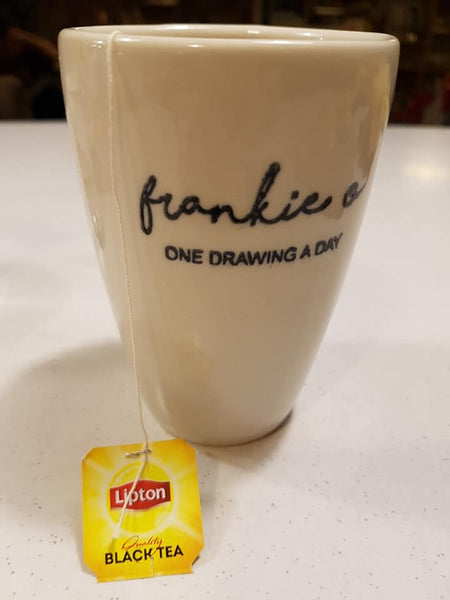 frankie o
ONE DRAWING A DAY
Lipton
Quality
BLACK TEA